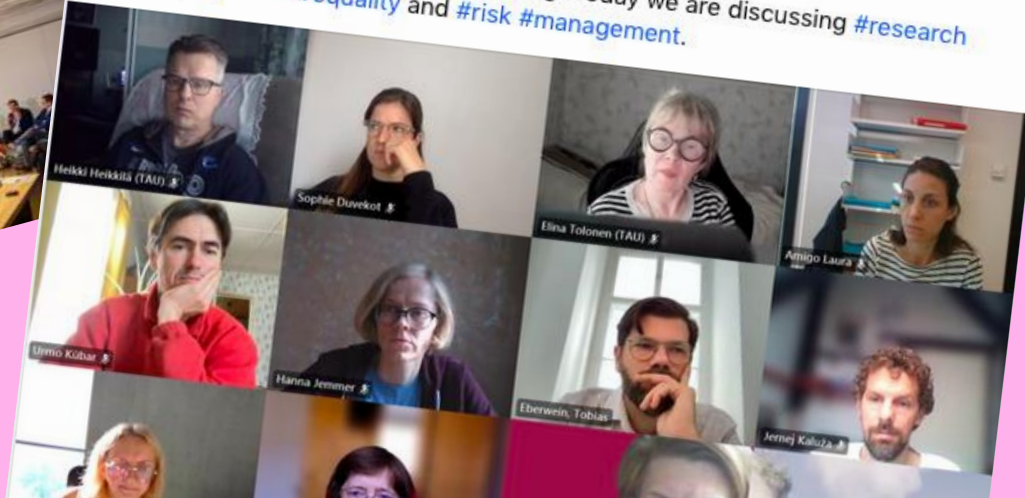 equality and #risk #management.
we are discussing #research
Heikki Heikkilä (TAU)
Sophie Duvekot
Elina Tolonen (TAU)
Amigo Laura
Urmo Kübar
Hanna Jemmer
Eberwein, Tobias
Jernej Kaluža